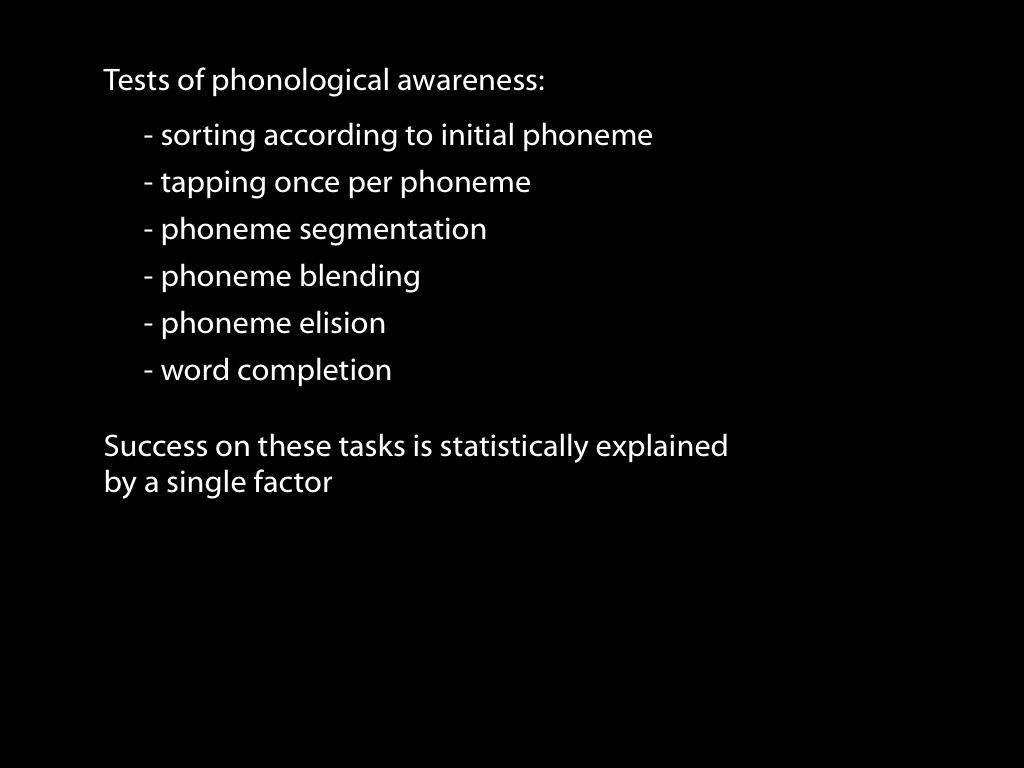 Tests of phonological awareness:
- sorting according to initial phoneme
- tapping once per phoneme
- phoneme segmentation
- phoneme blending
- phoneme elision
- word completion
Success on these tasks is statistically explained
by a single factor